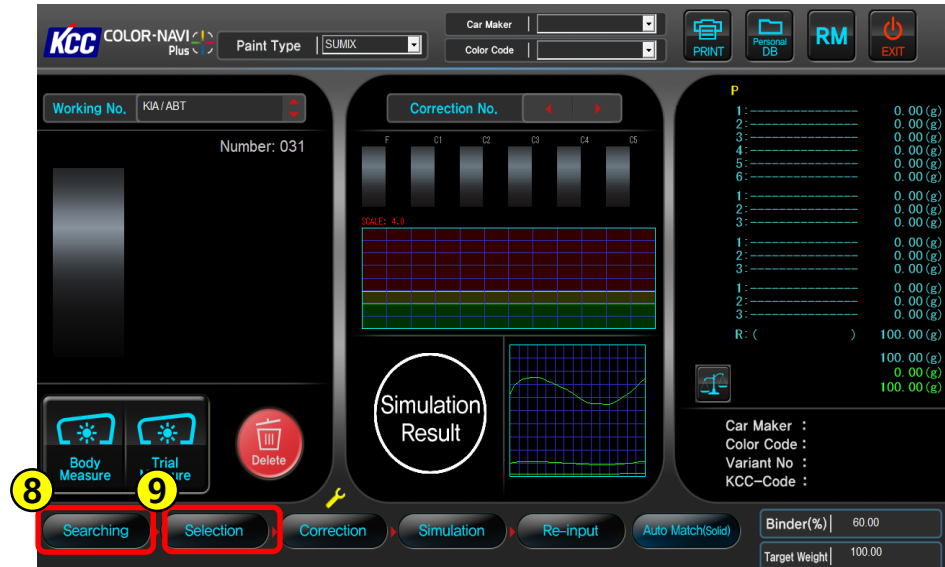 KCC COLOR-NAVI Plus
Paint Type SUMIX
Car Maker
Color Code
PRINT
Personal DB
RM
EXIT
Working No. KIA/ABT
Number: 031
Correction No.
F C1 C2 C3 C4 C5
SCALE: 4.0
Simulation
Result
P
1: 0.00(g)
2: 0.00(g)
3: 0.00(g)
4: 0.00(g)
5: 0.00(g)
6: 0.00(g)
1: 0.00(g)
2: 0.00(g)
3: 0.00(g)
1: 0.00(g)
2: 0.00(g)
3: 0.00(g)
1: 0.00(g)
2: 0.00(g)
3: 0.00(g)
R: ( ) 100.00(g)
100.00(g)
0.00(g)
100.00(g)
Car Maker :
Color Code :
Variant No :
KCC-Code :
Body
Measure
Trial
Delete
8
9
Searching
Selection
Correction
Simulation
Re-input
Auto Match(Solid)
Binder(%) 60.00
Target Weight 100.00